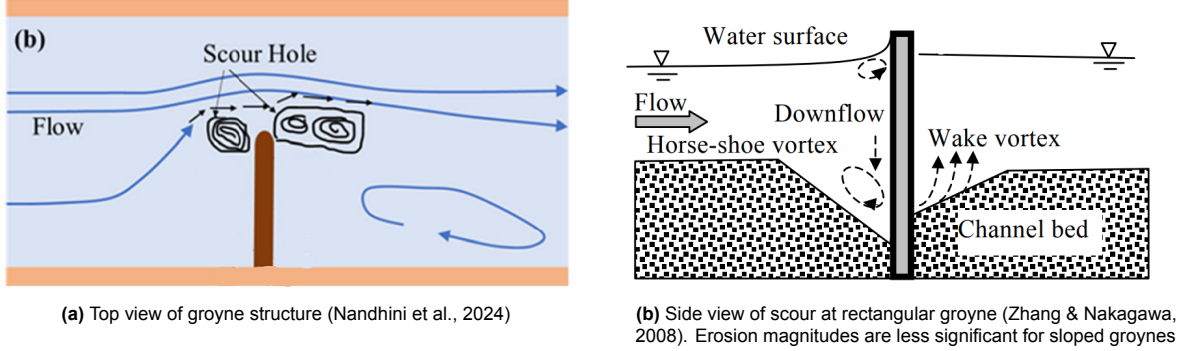 (b)
Scour Hole
Flow
(a) Top view of groyne structure (Nandhini et al., 2024)
Water surface
Flow
Downflow
Horse-shoe vortex
Wake vortex
Channel bed
(b) Side view of scour at rectangular groyne (Zhang & Nakagawa,
2008). Erosion magnitudes are less significant for sloped groynes